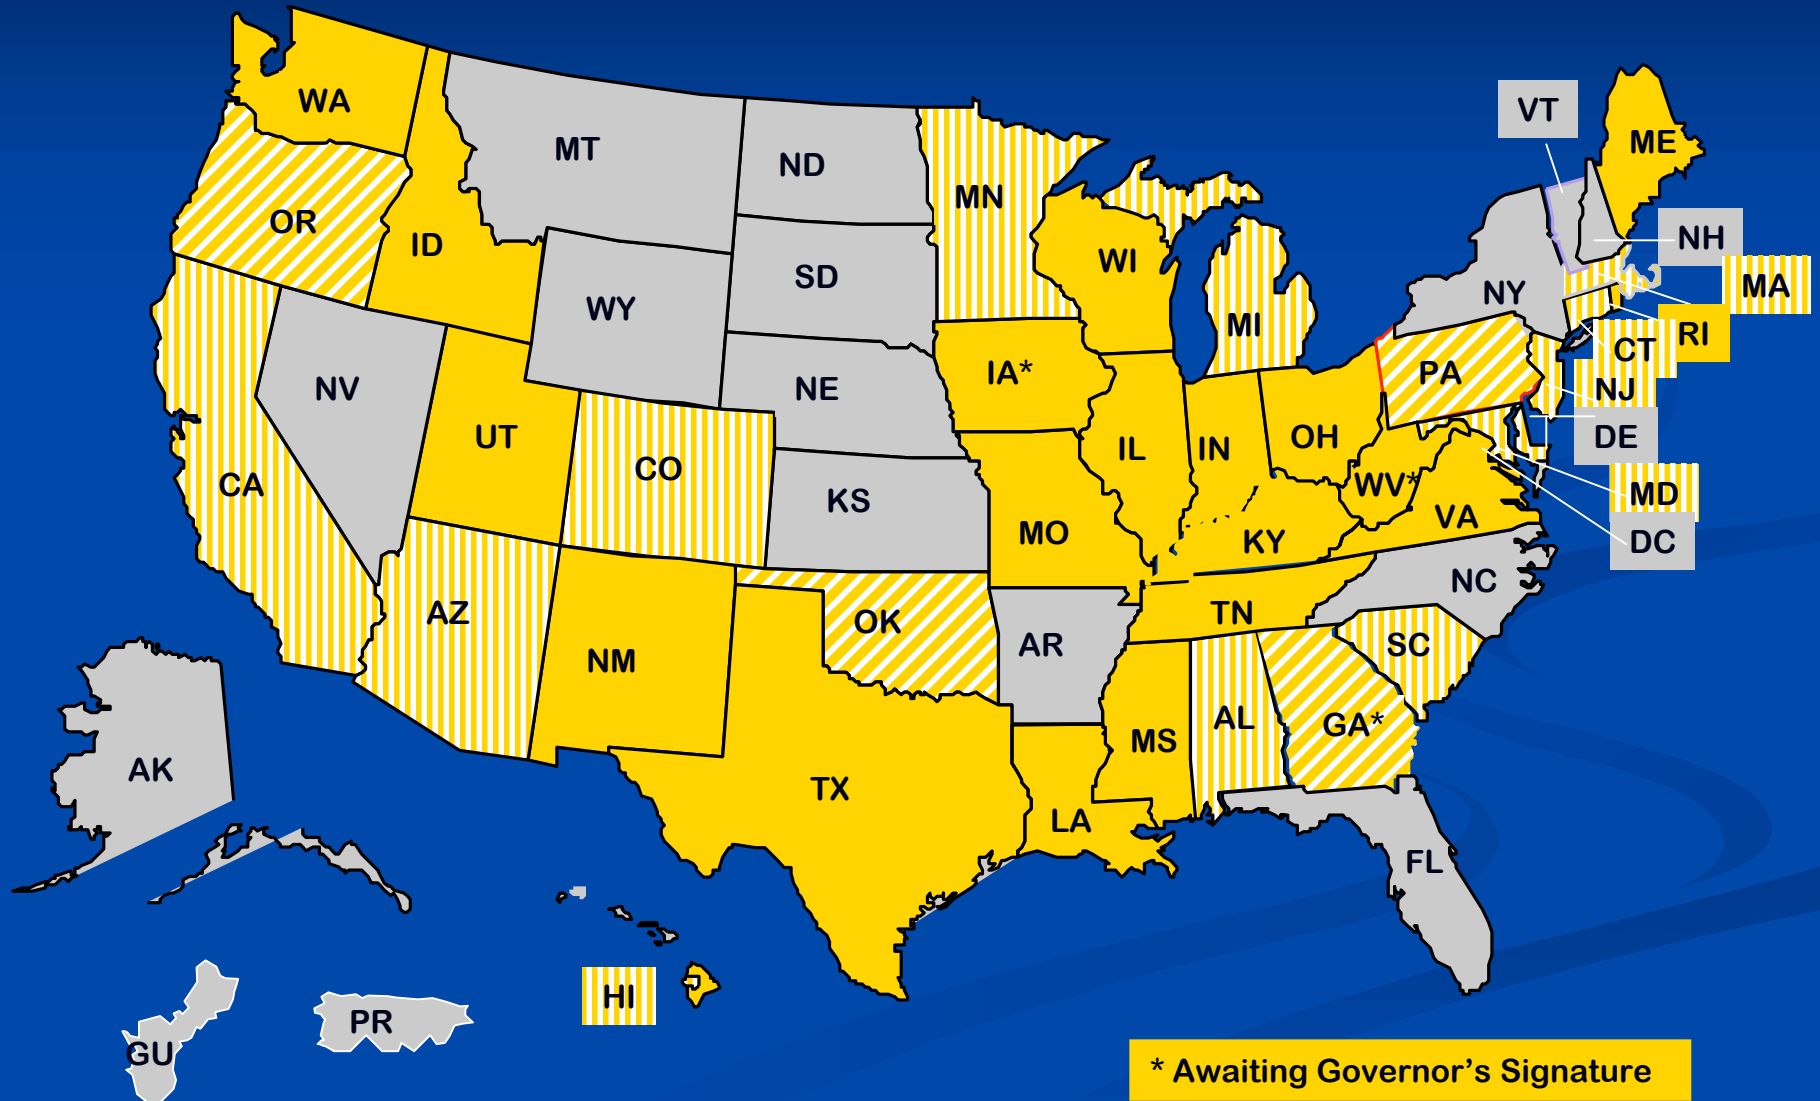 WA
MT
ND
MN
VT
ME
OR
ID
WI
NH
SD
WY
NY
MA
MI
RI
CT
IA*
PA
NV
NE
NJ
UT
OH
DE
IL
IN
CO
CA
WV*
MD
KS
VA
MO
KY
DC
NC
AZ
TN
OK
AR
SC
NM
AL
GA*
MS
AK
TX
LA
FL
HI
PR
GU
* Awaiting Governor's Signature